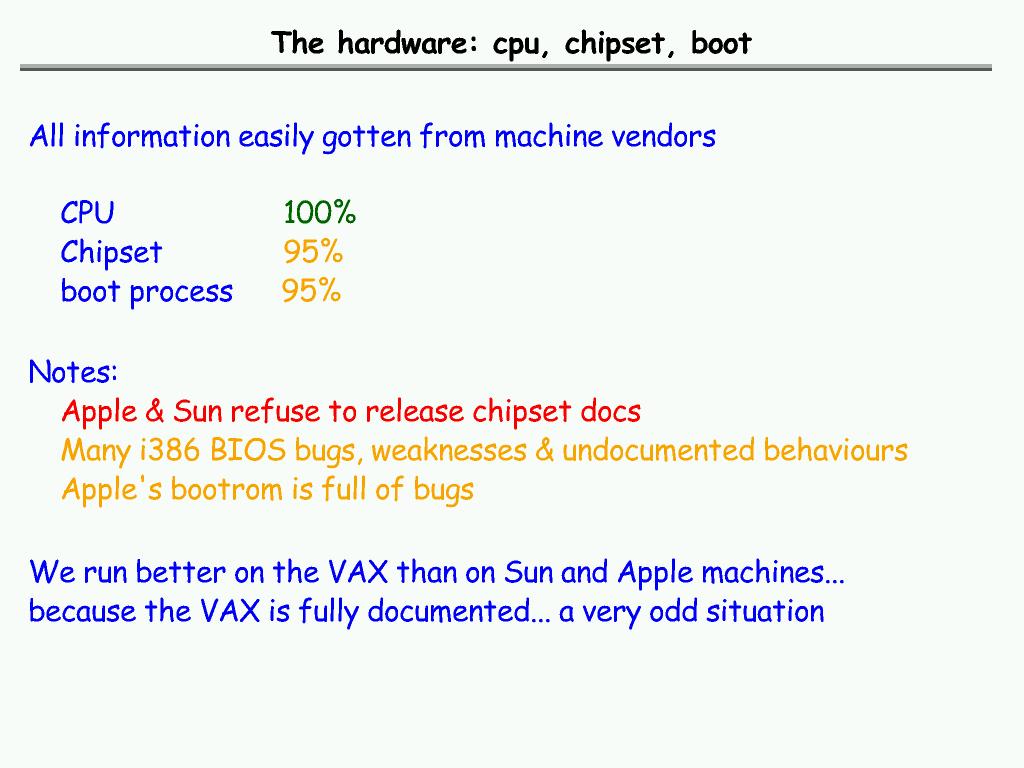 The hardware: cpu, chipset, boot
All information easily gotten from machine vendors
CPU 100%
Chipset 95%
boot process 95%
Notes:
Apple & Sun refuse to release chipset docs
Many i386 BIOS bugs, weaknesses & undocumented behaviours
Apple's bootrom is full of bugs
We run better on the VAX than on Sun and Apple machines...
because the VAX is fully documented... a very odd situation